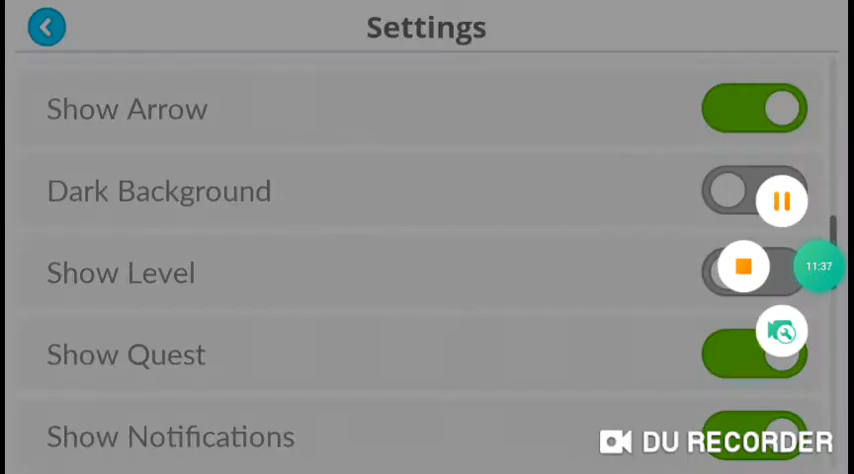 Settings
Show Arrow
Dark Background
Show Level
11:37
Show Quest
Show Notifications
DU RECORDER